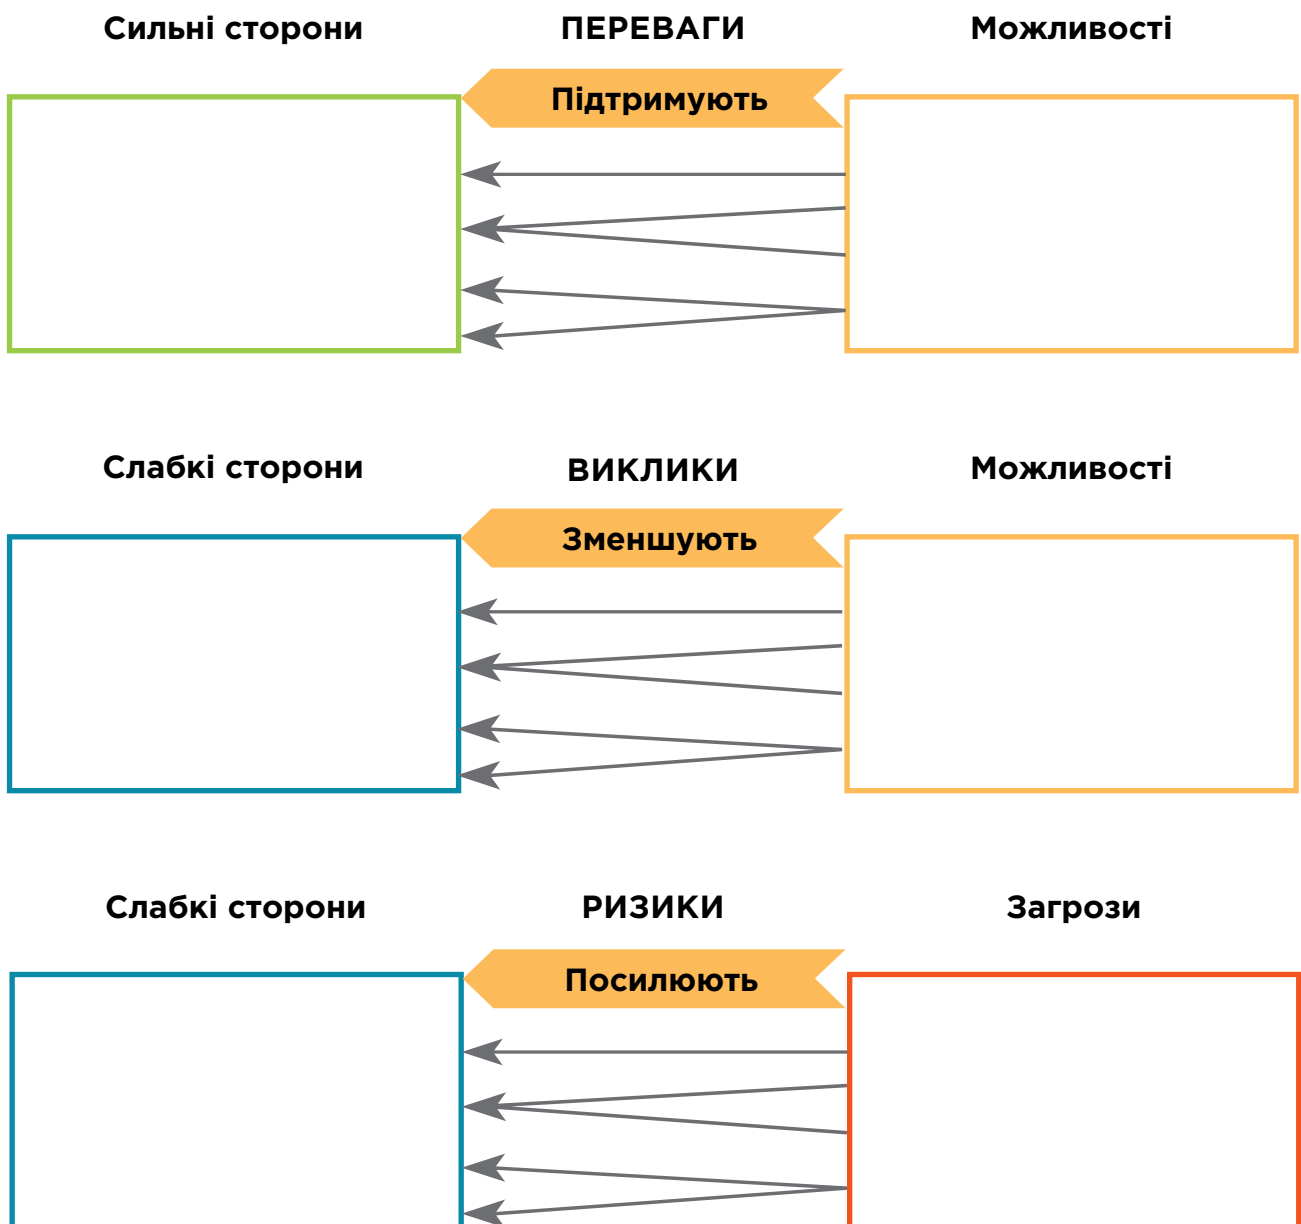 Сильні сторони
ПЕРЕВАГИ
Можливості
Підтримують
Слабкі сторони
ВИКЛИКИ
Можливості
Зменшують
Слабкі сторони
РИЗИКИ
Загрози
Посилюють